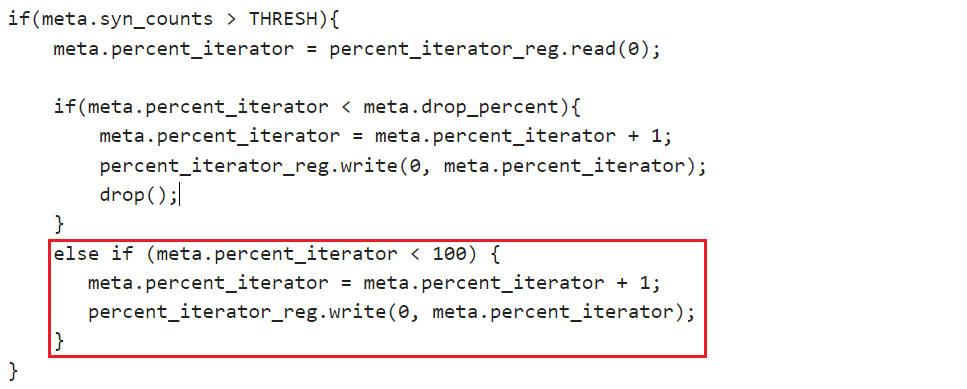 if(meta.syn_counts > THRESH){
    meta.percent_iterator = percent_iterator_reg.read(0);

    if(meta.percent_iterator < meta.drop_percent){
        meta.percent_iterator = meta.percent_iterator + 1;
        percent_iterator_reg.write(0, meta.percent_iterator);
        drop();
    }
    else if (meta.percent_iterator < 100) {
       meta.percent_iterator = meta.percent_iterator + 1;
       percent_iterator_reg.write(0, meta.percent_iterator);
    }
}